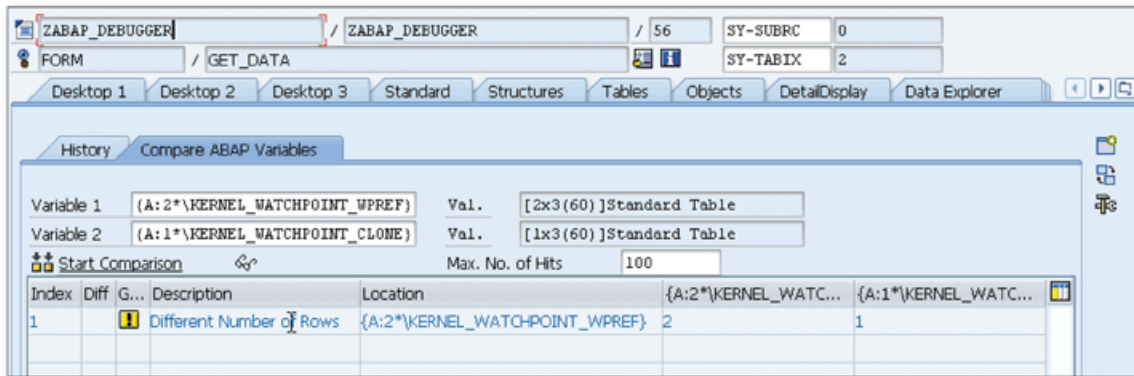 ZABAP_DEBUGGER / ZABAP_DEBUGGER / 56 SY-SUBRC 0
FORM / GET_DATA SY-TABIX 2
Desktop 1 Desktop 2 Desktop 3 Standard Structures Tables Objects DetailDisplay Data Explorer
History Compare ABAP Variables
Variable 1 {A:2*\KERNEL_WATCHPOINT_WPREF} Val. [2x3(60)]Standard Table
Variable 2 {A:1*\KERNEL_WATCHPOINT_CLONE} Val. [1x3(60)]Standard Table
Start Comparison Max. No. of Hits 100
Index Diff G... Description Location {A:2*\KERNEL_WATC... {A:1*\KERNEL_WATC...
1 Different Number of Rows {A:2*\KERNEL_WATCHPOINT_WPREF} 2 1